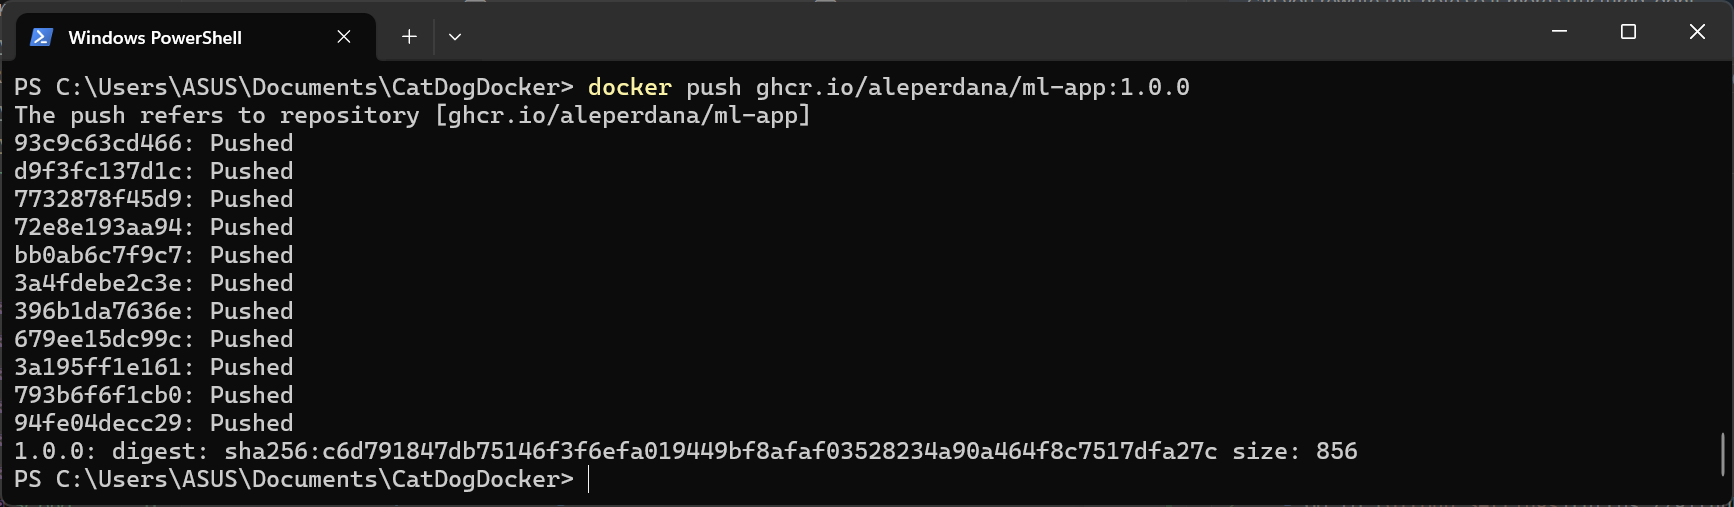 Windows PowerShell
PS C:\Users\ASUS\Documents\CatDogDocker> docker push ghcr.io/aleperdana/ml-app:1.0.0
The push refers to repository [ghcr.io/aleperdana/ml-app]
93c9c63cd466: Pushed
d9f3fc137d1c: Pushed
7732878f45d9: Pushed
72e8e193aa94: Pushed
bb0ab6c7f9c7: Pushed
3a4fdebe2c3e: Pushed
396b1da7636e: Pushed
679ee15dc99c: Pushed
3a195ff1e161: Pushed
793b6f6f1cb0: Pushed
94fe04decc29: Pushed
1.0.0: digest: sha256:c6d791847db75146f3f6efa019449bf8afaf03528234a90a464f8c7517dfa27c size: 856
PS C:\Users\ASUS\Documents\CatDogDocker>